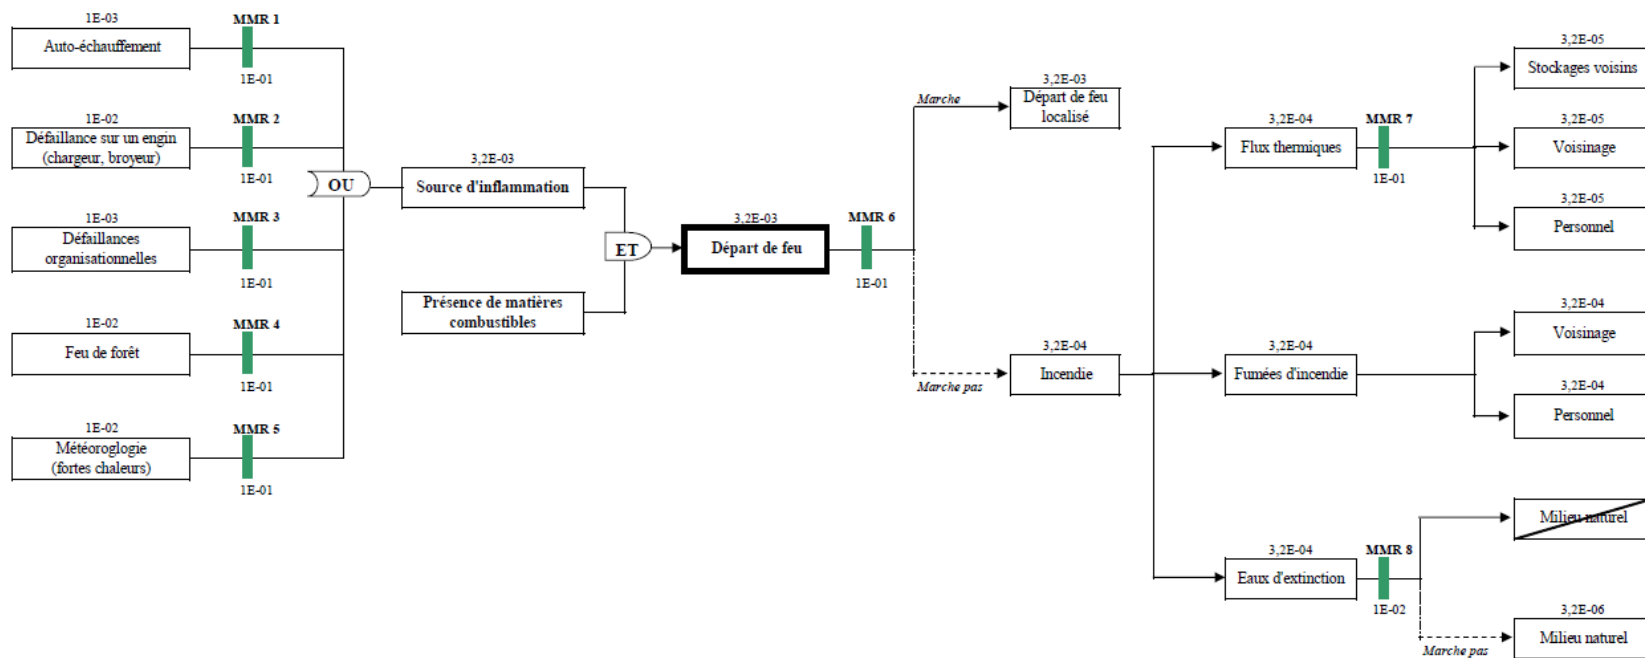 1E-03
MMR 1
Auto-échauffement
1E-01
1E-02
MMR 2
Défaillance sur un engin
(chargeur, broyeur)
1E-01
1E-03
MMR 3
Défaillances
organisationnelles
1E-01
1E-02
MMR 4
Feu de forêt
1E-01
1E-02
MMR 5
Météoroglogie
(fortes chaleurs)
1E-01
OU
3,2E-03
Source d'inflammation
Présence de matières
combustibles
ET
3,2E-03
Départ de feu
MMR 6
1E-01
Marche
3,2E-03
Départ de feu
localisé
Marche pas
3,2E-04
Incendie
3,2E-04
Flux thermiques
MMR 7
1E-01
3,2E-05
Stockages voisins
3,2E-05
Voisinage
3,2E-05
Personnel
3,2E-04
Fumées d'incendie
3,2E-04
Voisinage
3,2E-04
Personnel
3,2E-04
Eaux d'extinction
MMR 8
1E-02
Milieu naturel
Marche pas
3,2E-06
Milieu naturel